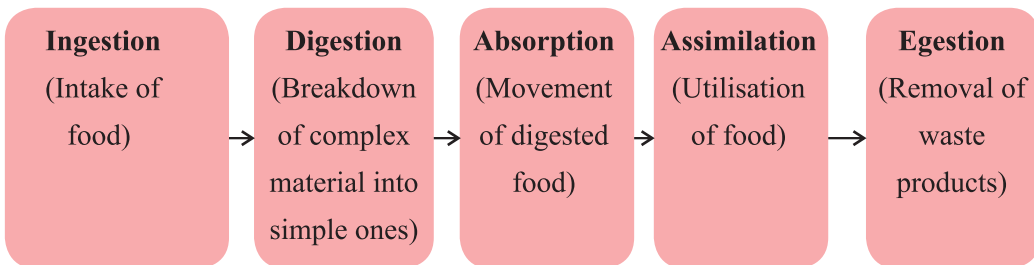 Ingestion
(Intake of
food)
Digestion
(Breakdown
of complex
material into
simple ones)
Absorption
(Movement
of digested
food)
Assimilation
(Utilisation
of food)
Egestion
(Removal of
waste
products)